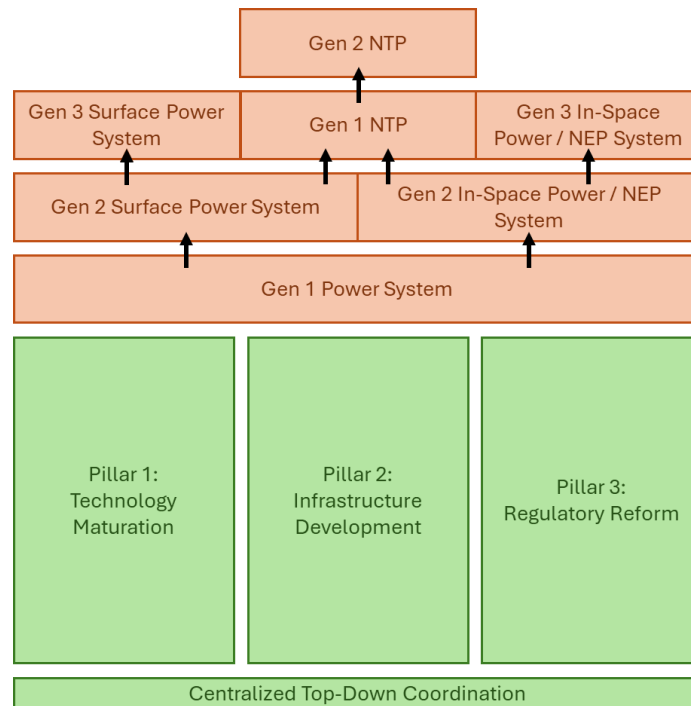 Gen 2 NTP
Gen 3 Surface Power
System
Gen 1 NTP
Gen 3 In-Space
Power / NEP System
Gen 2 Surface Power System
Gen 2 In-Space Power / NEP
System
Gen 1 Power System
Pillar 1:
Technology
Maturation
Pillar 2:
Infrastructure
Development
Pillar 3:
Regulatory Reform
Centralized Top-Down Coordination